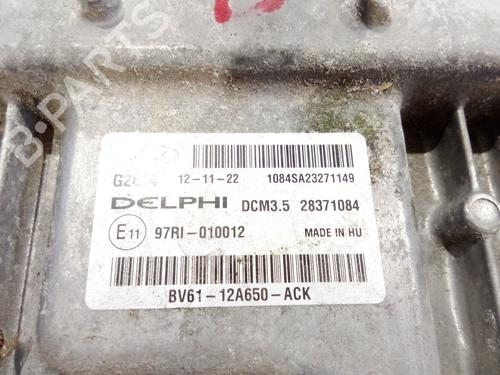 B-PARTS
12-11-22 1084SA23271149
DELPHI DCM3.5 28371084
E11 97RI-010012 MADE IN HU
BV61-12A650-ACK